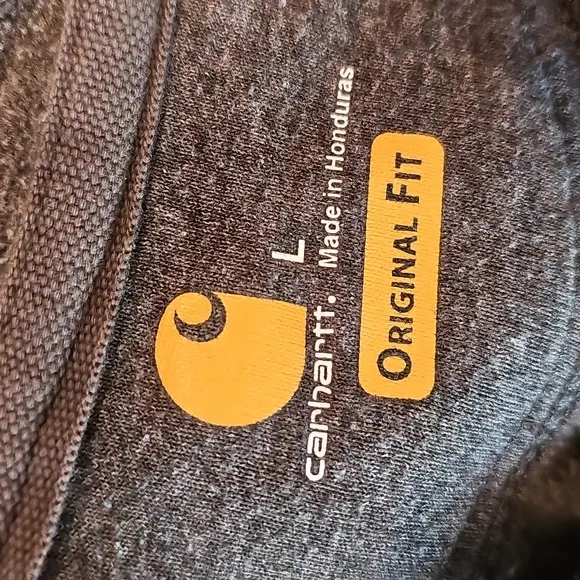 carhartt.
L
Made in Honduras
ORIGINAL FIT